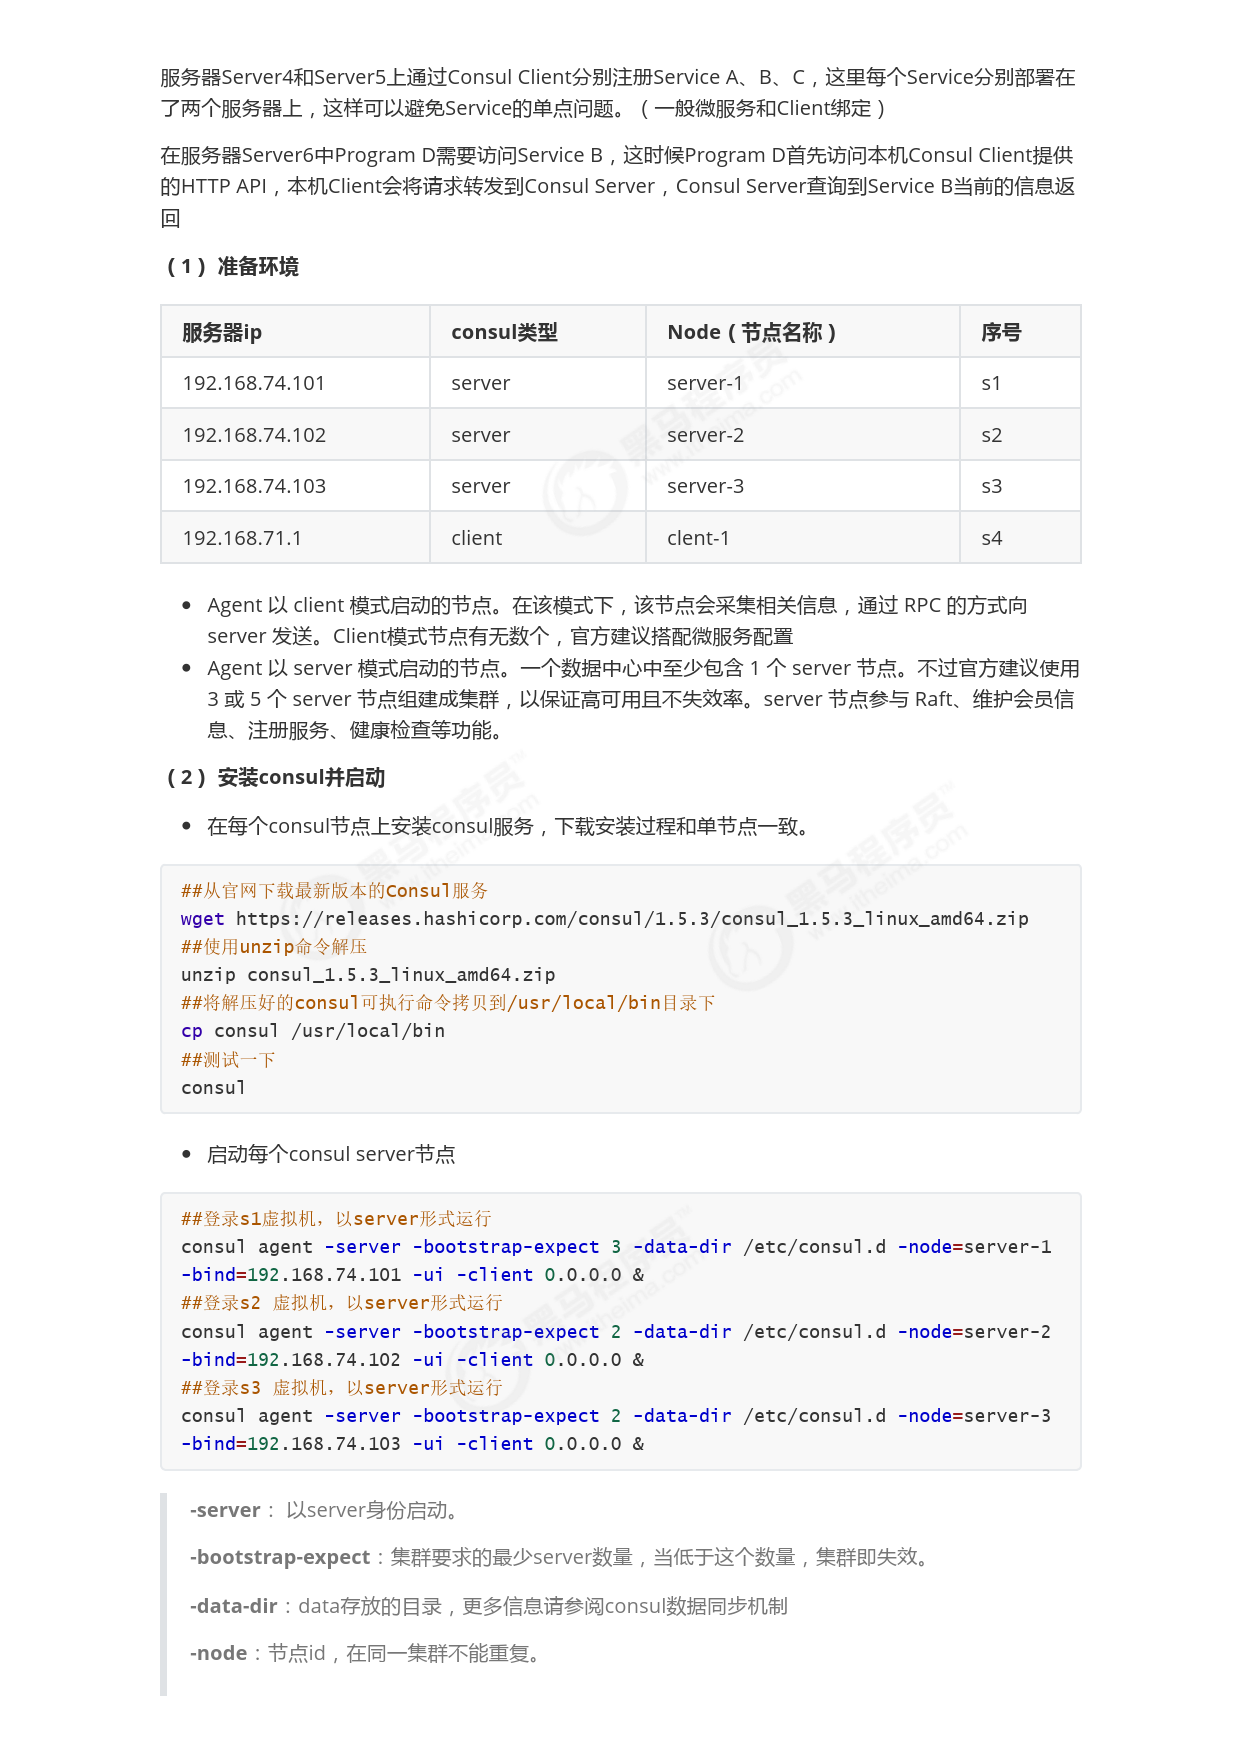 服务器Server4和Server5上通过Consul Client分别注册Service A、B、C，这里每个Service分别部署在
了两个服务器上，这样可以避免Service的单点问题。（一般微服务和Client绑定）
在服务器Server6中Program D需要访问Service B，这时候Program D首先访问本机Consul Client提供
的HTTP API，本机Client会将请求转发到Consul Server，Consul Server查询到Service B当前的信息返
回
（1） 准备环境
服务器ip consul类型 Node（节点名称） 序号
192.168.74.101 server server-1 s1
192.168.74.102 server server-2 s2
192.168.74.103 server server-3 s3
192.168.71.1 client clent-1 s4
• Agent 以 client 模式启动的节点。在该模式下，该节点会采集相关信息，通过 RPC 的方式向
server 发送。Client模式节点有无数个，官方建议搭配微服务配置
• Agent 以 server 模式启动的节点。一个数据中心中至少包含 1 个 server 节点。不过官方建议使用
3 或 5 个 server 节点组建成集群，以保证高可用且不失效率。server 节点参与 Raft、维护会员信
息、注册服务、健康检查等功能。
（2） 安装consul并启动
• 在每个consul节点上安装consul服务，下载安装过程和单节点一致。
##从官网下载最新版本的Consul服务
wget https://releases.hashicorp.com/consul/1.5.3/consul_1.5.3_linux_amd64.zip
##使用unzip命令解压
unzip consul_1.5.3_linux_amd64.zip
##将解压好的consul可执行命令拷贝到/usr/local/bin目录下
cp consul /usr/local/bin
##测试一下
consul
• 启动每个consul server节点
##登录s1虚拟机，以server形式运行
consul agent -server -bootstrap-expect 3 -data-dir /etc/consul.d -node=server-1
-bind=192.168.74.101 -ui -client 0.0.0.0 &
##登录s2 虚拟机，以server形式运行
consul agent -server -bootstrap-expect 2 -data-dir /etc/consul.d -node=server-2
-bind=192.168.74.102 -ui -client 0.0.0.0 &
##登录s3 虚拟机，以server形式运行
consul agent -server -bootstrap-expect 2 -data-dir /etc/consul.d -node=server-3
-bind=192.168.74.103 -ui -client 0.0.0.0 &
-server： 以server身份启动。
-bootstrap-expect：集群要求的最少server数量，当低于这个数量，集群即失效。
-data-dir：data存放的目录，更多信息请参阅consul数据同步机制
-node：节点id，在同一集群不能重复。
黑马程序员
www.itheima.com
黑马程序员™
www.itheima.com
黑马程序员™
www.itheima.com
黑马程序员™
www.itheima.com